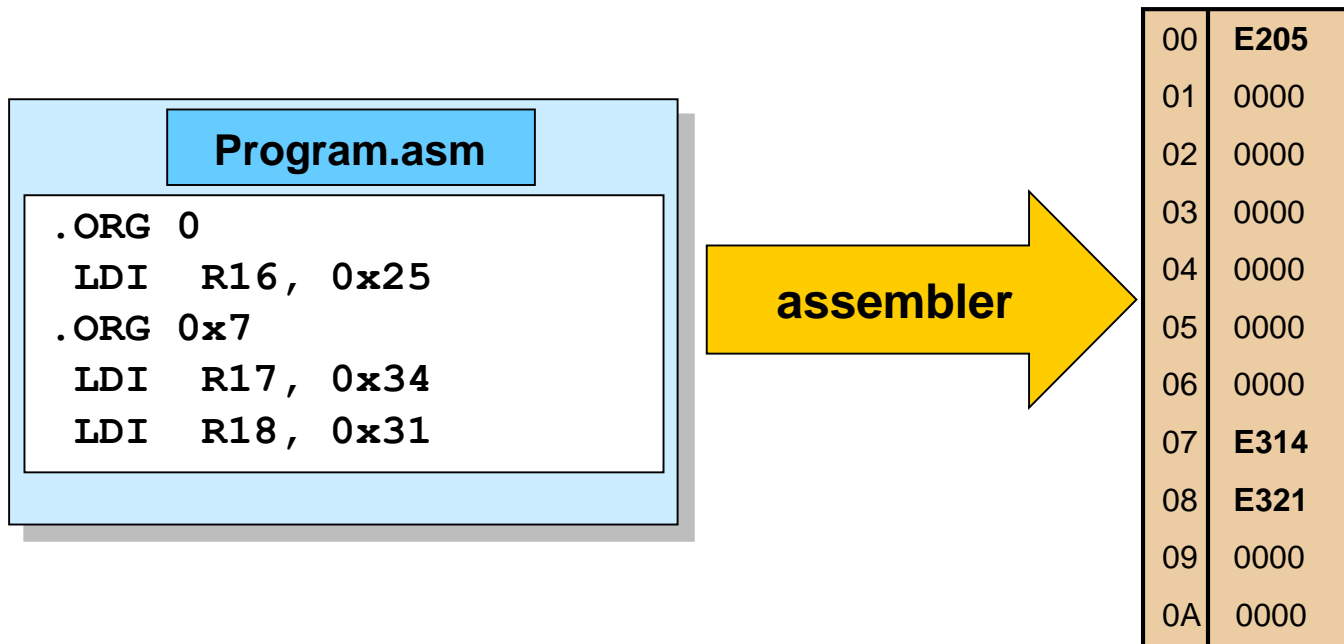 Program.asm
.ORG 0
LDI R16, 0x25
.ORG 0x7
LDI R17, 0x34
LDI R18, 0x31
assembler
00 E205
01 0000
02 0000
03 0000
04 0000
05 0000
06 0000
07 E314
08 E321
09 0000
0A 0000